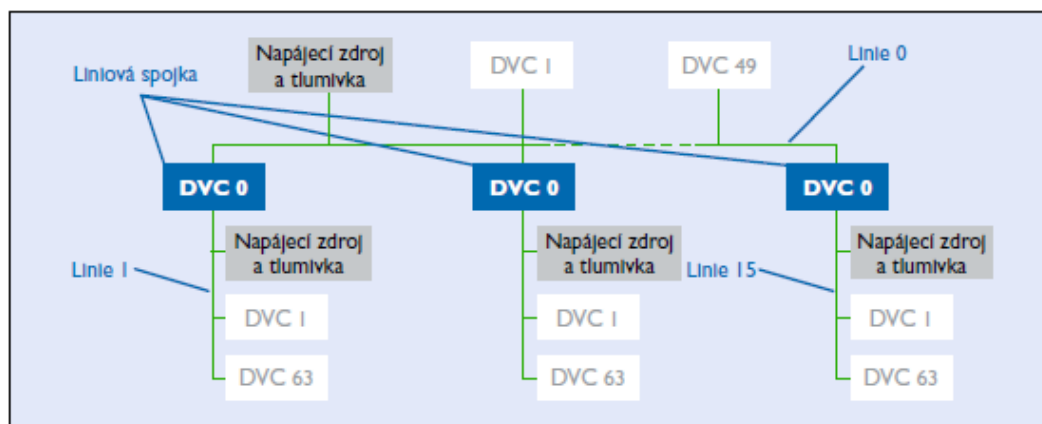 Napájecí zdroj
a tlumivka
DVC 1
DVC 49
Linie 0
Liniová spojka
DVC 0
DVC 0
DVC 0
Napájecí zdroj
a tlumivka
Napájecí zdroj
a tlumivka
Napájecí zdroj
a tlumivka
Linie 1
Linie 15
DVC 1
DVC 1
DVC 1
DVC 63
DVC 63
DVC 63